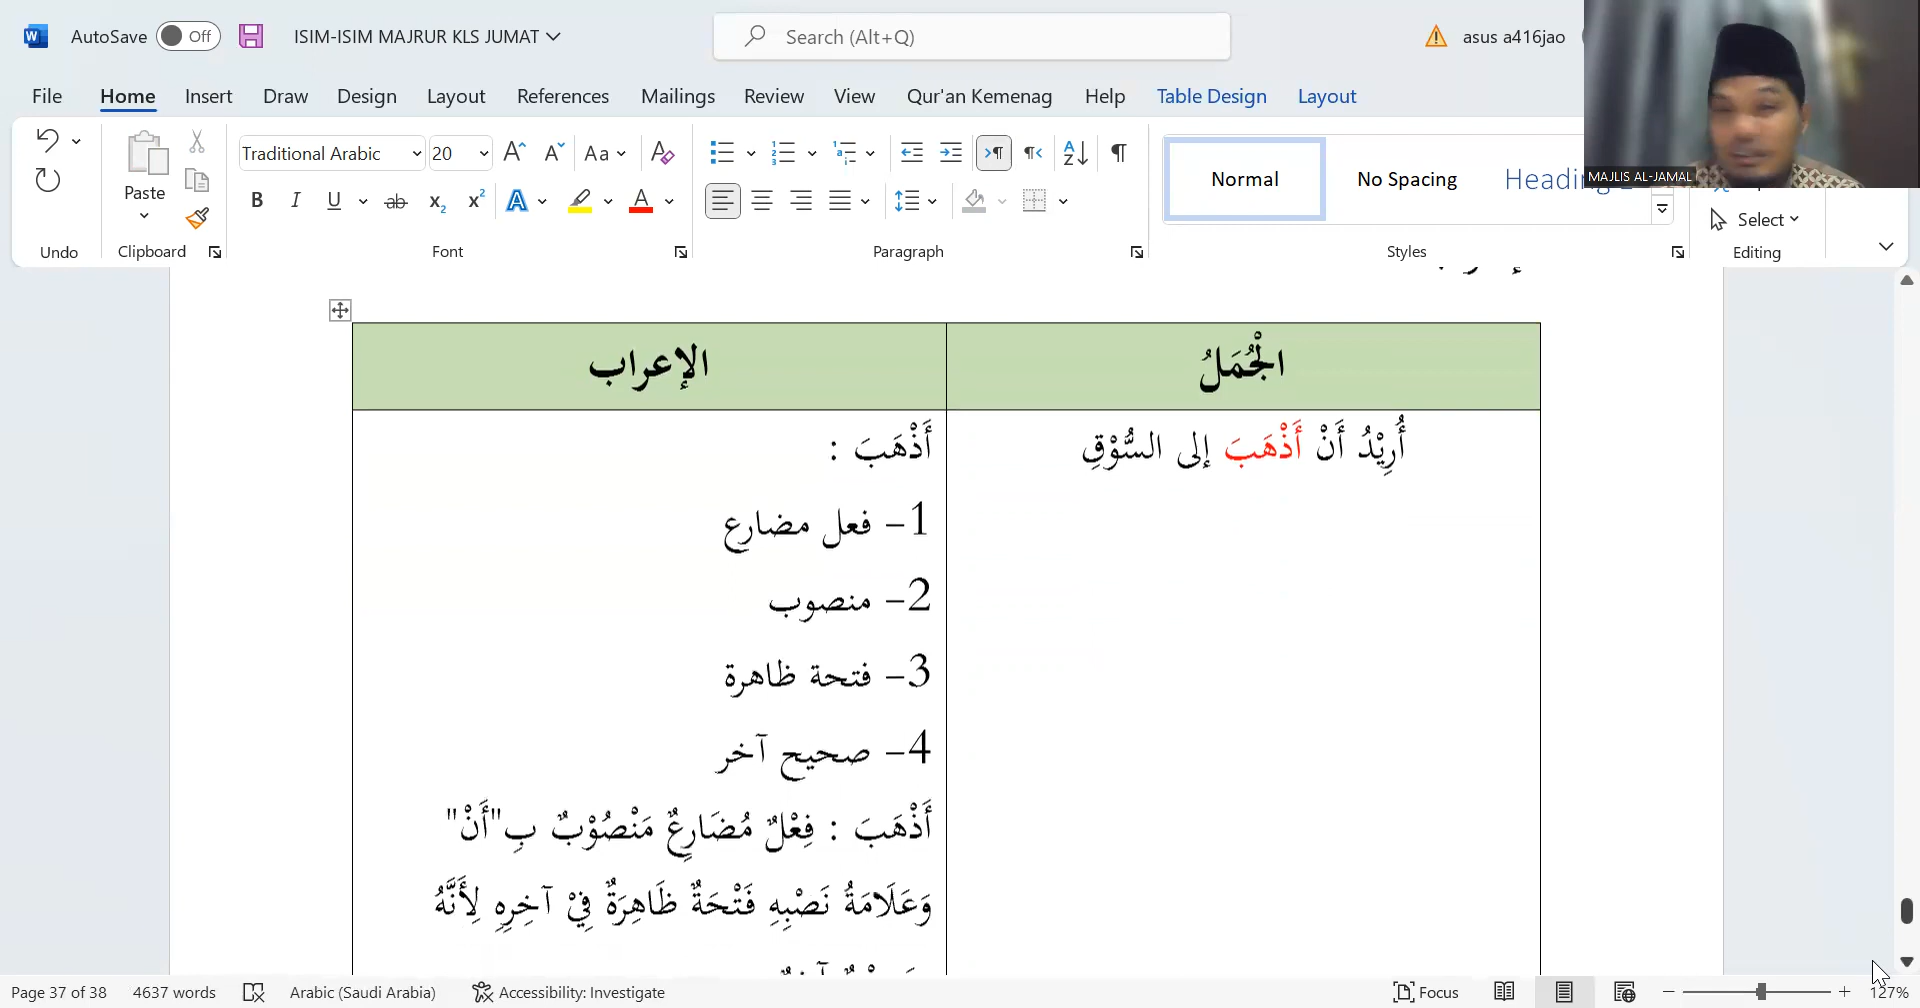 AutoSave Off ISIM-ISIM MAJRUR KLS JUMAT Search (Alt+Q) asus a416jao
File Home Insert Draw Design Layout References Mailings Review View Qur'an Kemenag Help Table Design Layout
MAJLIS AL-JAMAL
Traditional Arabic 20
Paste
Normal No Spacing Heading
Select
Undo Clipboard Font Paragraph Styles Editing
الْجُمَلُ
الإعراب
أُرِيْدُ أَنْ أَذْهَبَ إلى السُّوْقِ
أَذْهَبَ :
1- فعل مضارع
2- منصوب
3- فتحة ظاهرة
4- صحيح آخر
أَذْهَبَ : فِعْلٌ مُضَارِعٌ مَنْصُوْبٌ بِ"أَنْ"
وَعَلَامَةُ نَصْبِهِ فَتْحَةٌ ظَاهِرَةٌ فِيْ آخِرِهِ لِأَنَّهُ
Page 37 of 38 4637 words Arabic (Saudi Arabia) Accessibility: Investigate Focus 127%